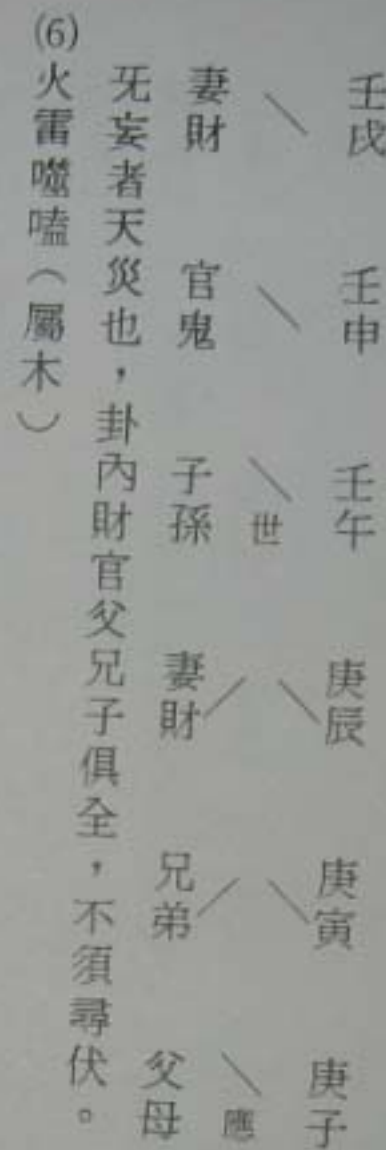 壬戌 壬申 壬午 庚辰 庚寅 庚子
世 應
妻財 官鬼 子孫 妻財 兄弟 父母
无妄者天災也，卦內財官父兄子俱全，不須尋伏。
(6)火雷噬嗑（屬木）